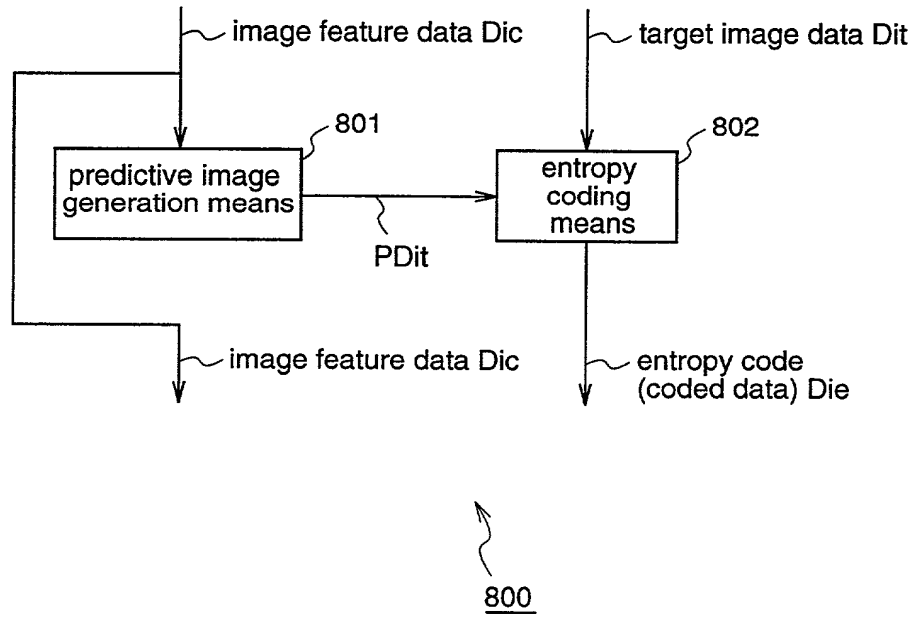 image feature data Dic
target image data Dit
801
802
predictive image
generation means
entropy
coding
means
PDit
image feature data Dic
entropy code
(coded data) Die
800